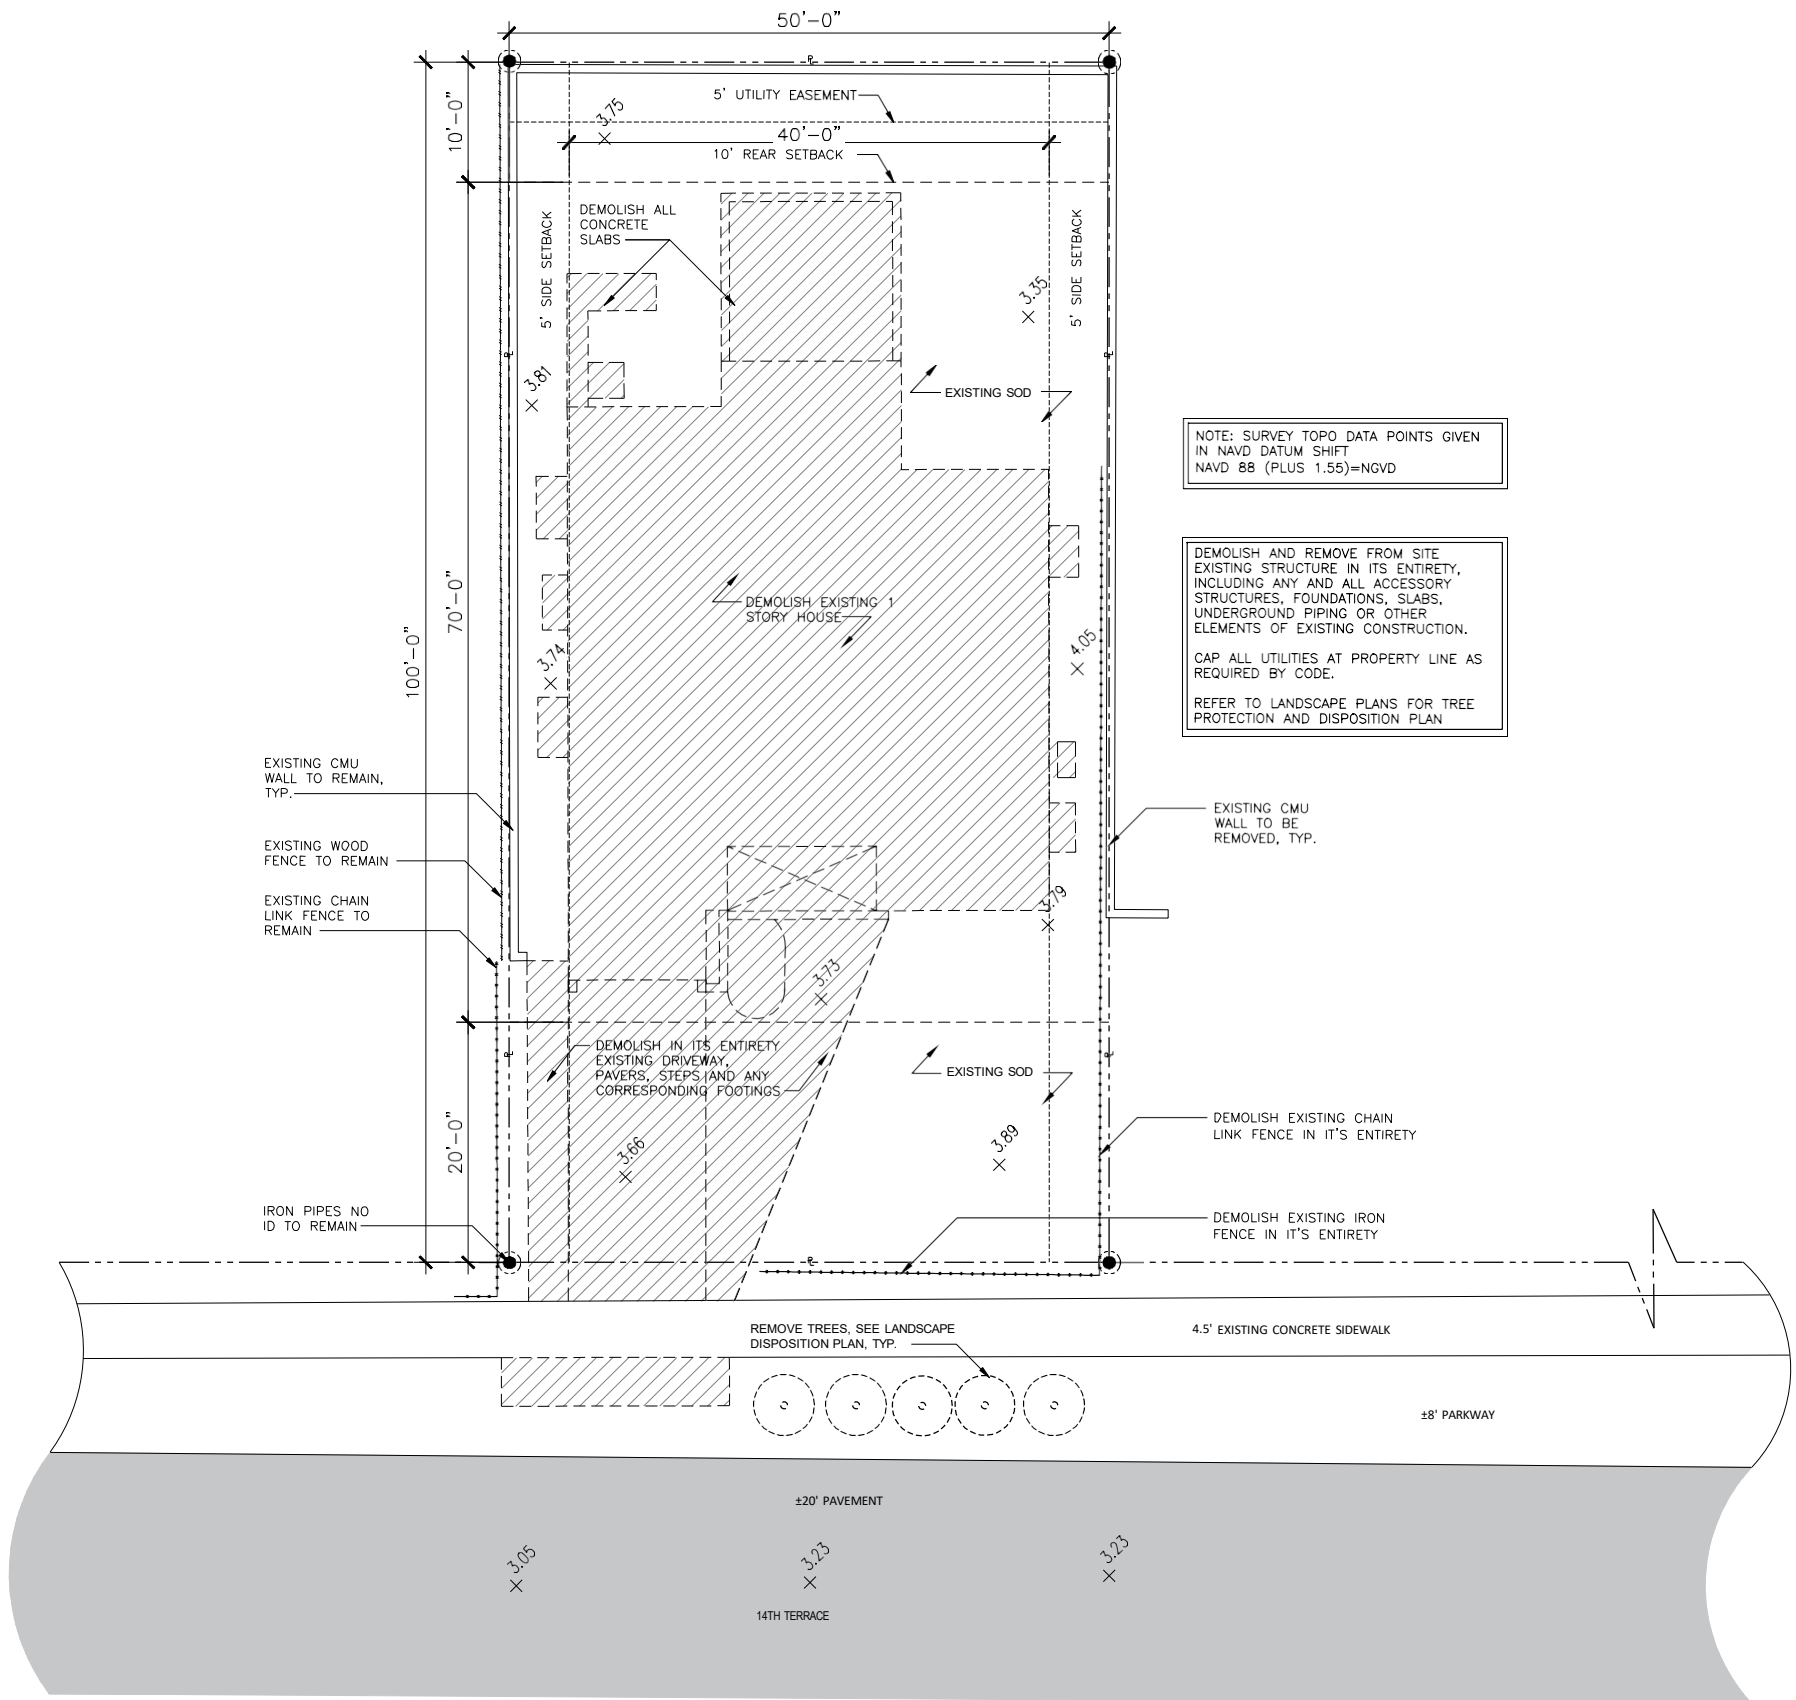 50'-0"
10'-0"
5' UTILITY EASEMENT
3.75
40'-0"
10' REAR SETBACK
DEMOLISH ALL
CONCRETE
SLABS
5' SIDE SETBACK
5' SIDE SETBACK
3.35
3.81
EXISTING SOD
NOTE: SURVEY TOPO DATA POINTS GIVEN
IN NAVD DATUM SHIFT
NAVD 88 (PLUS 1.55)=NGVD
DEMOLISH AND REMOVE FROM SITE
EXISTING STRUCTURE IN ITS ENTIRETY,
INCLUDING ANY AND ALL ACCESSORY
STRUCTURES, FOUNDATIONS, SLABS,
UNDERGROUND PIPING OR OTHER
ELEMENTS OF EXISTING CONSTRUCTION.
CAP ALL UTILITIES AT PROPERTY LINE AS
REQUIRED BY CODE.
REFER TO LANDSCAPE PLANS FOR TREE
PROTECTION AND DISPOSITION PLAN
100'-0"
70'-0"
DEMOLISH EXISTING 1
STORY HOUSE
3.74
4.05
EXISTING CMU
WALL TO REMAIN,
TYP.
EXISTING CMU
WALL TO BE
REMOVED, TYP.
EXISTING WOOD
FENCE TO REMAIN
EXISTING CHAIN
LINK FENCE TO
REMAIN
3.79
3.73
DEMOLISH IN ITS ENTIRETY
EXISTING DRIVEWAY,
PAVERS, STEPS AND ANY
CORRESPONDING FOOTINGS
EXISTING SOD
20'-0"
3.66
3.89
DEMOLISH EXISTING CHAIN
LINK FENCE IN IT'S ENTIRETY
IRON PIPES NO
ID TO REMAIN
DEMOLISH EXISTING IRON
FENCE IN IT'S ENTIRETY
REMOVE TREES, SEE LANDSCAPE
DISPOSITION PLAN, TYP.
4.5' EXISTING CONCRETE SIDEWALK
±8' PARKWAY
±20' PAVEMENT
3.05
3.23
3.23
14TH TERRACE